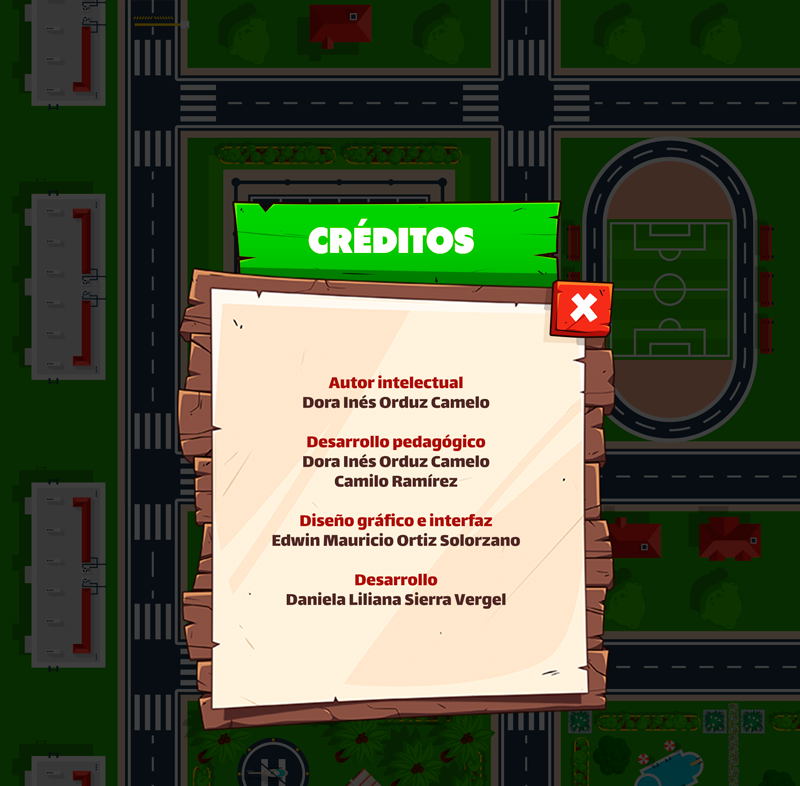 CRÉDITOS
Autor intelectual
Dora Inés Orduz Camelo
Desarrollo pedagógico
Dora Inés Orduz Camelo
Camilo Ramírez
Diseño gráfico e interfaz
Edwin Mauricio Ortiz Solorzano
Desarrollo
Daniela Liliana Sierra Vergel
H